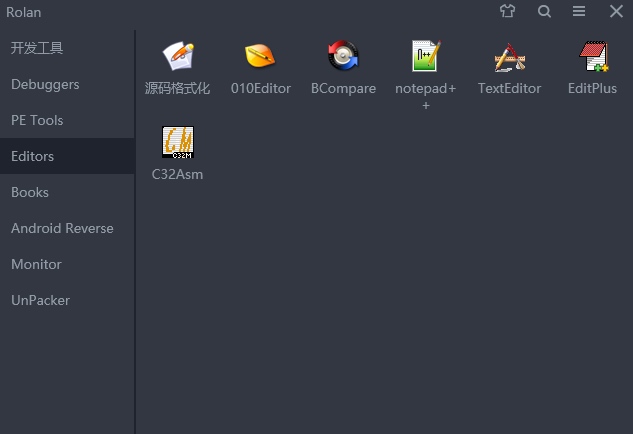 Rolan
开发工具
Debuggers
PE Tools
Editors
Books
Android Reverse
Monitor
UnPacker
源码格式化
010Editor
BCompare
notepad+
+
TextEditor
EditPlus
C32Asm
C32M